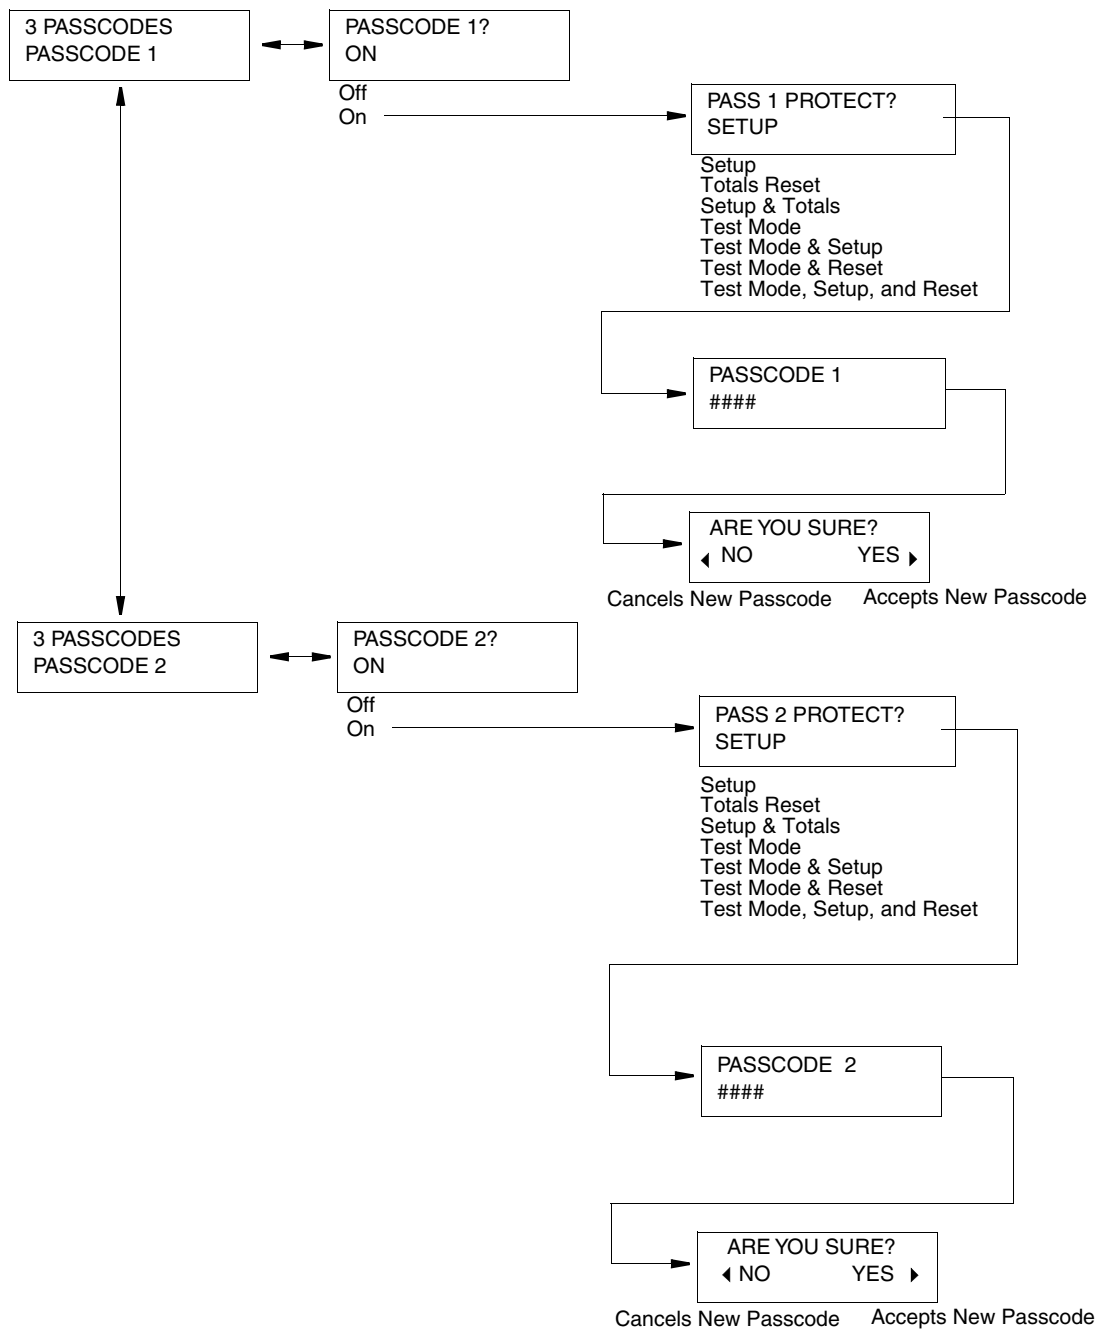 3 PASSCODES
PASSCODE 1
PASSCODE 1?
ON
Off
On
PASS 1 PROTECT?
SETUP
Setup
Totals Reset
Setup & Totals
Test Mode
Test Mode & Setup
Test Mode & Reset
Test Mode, Setup, and Reset
PASSCODE 1
####
ARE YOU SURE?
NO YES
Cancels New Passcode Accepts New Passcode
3 PASSCODES
PASSCODE 2
PASSCODE 2?
ON
Off
On
PASS 2 PROTECT?
SETUP
Setup
Totals Reset
Setup & Totals
Test Mode
Test Mode & Setup
Test Mode & Reset
Test Mode, Setup, and Reset
PASSCODE 2
####
ARE YOU SURE?
NO YES
Cancels New Passcode Accepts New Passcode